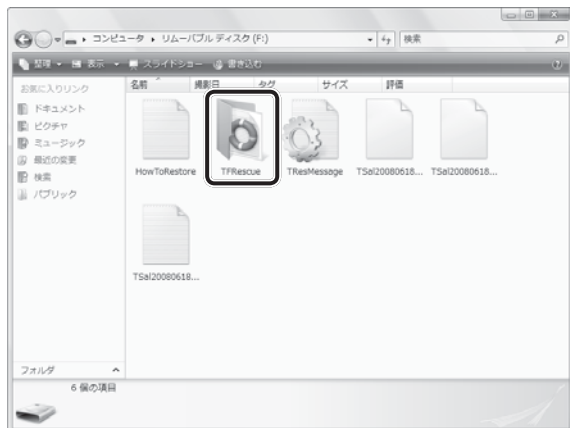 コンピュータ ▸ リムーバブル ディスク (F:)
検索
整理 表示 スライドショー 書き込む
お気に入りリンク
ドキュメント
ピクチャ
ミュージック
最近の変更
検索
パブリック
フォルダ
名前 撮影日 タグ サイズ 評価
HowToRestore TFRescue TResMessage TSal20080618... TSal20080618...
TSal20080618...
6 個の項目